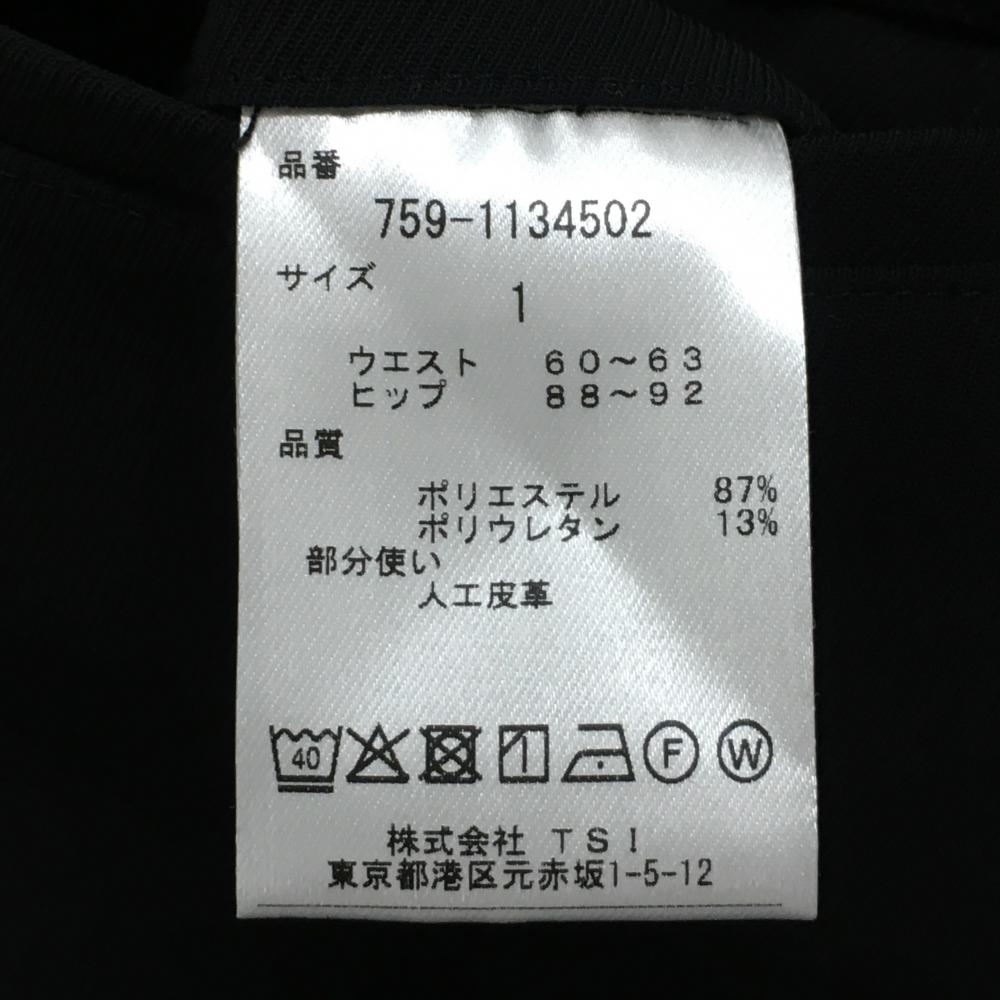 品番
759-1134502
サイズ
1
ウエスト 60〜63
ヒップ 88〜92
品質
ポリエステル 87%
ポリウレタン 13%
部分使い
人工皮革
40 F W
株式会社 TSI
東京都港区元赤坂1-5-12